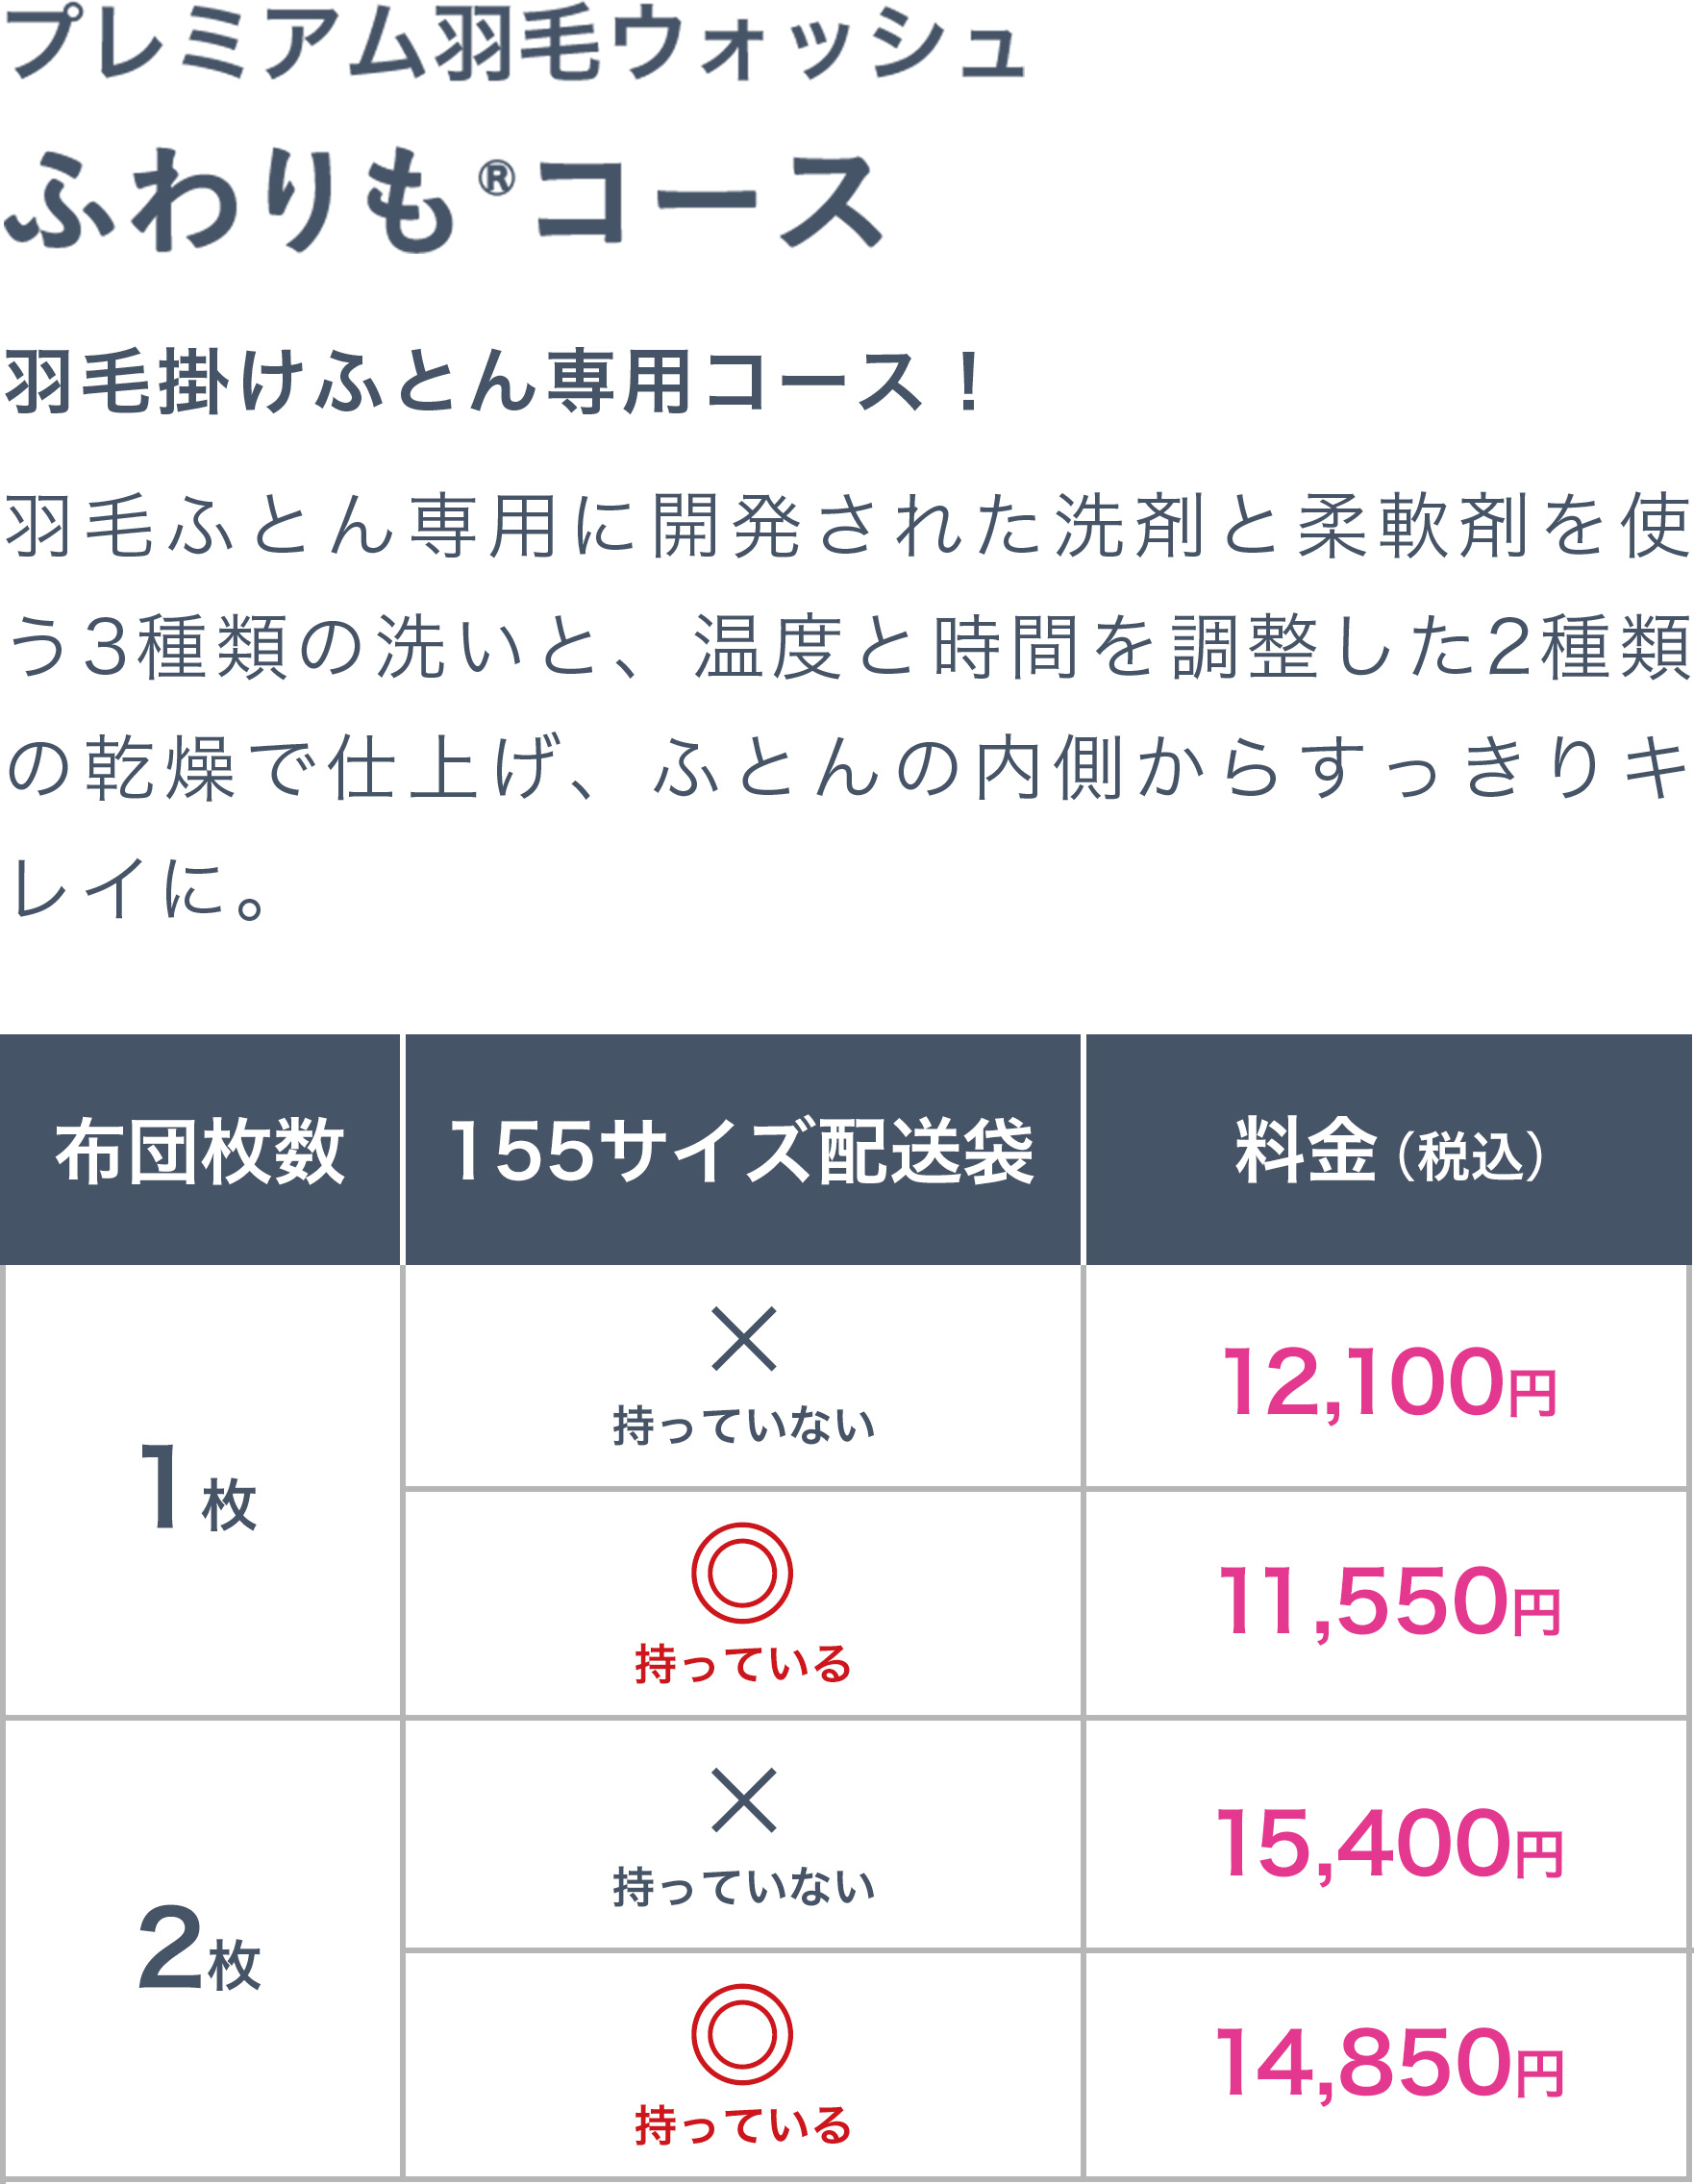 プレミアム羽毛ウォッシュ
ふわりも®コース
羽毛掛けふとん専用コース！
羽毛ふとん専用に開発された洗剤と柔軟剤を使
う3種類の洗いと、温度と時間を調整した2種類
の乾燥で仕上げ、ふとんの内側からすっきりキ
レイに。
布団枚数 155サイズ配送袋 料金（税込）
1枚
×
持っていない
12,100円
◎
持っている
11,550円
2枚
×
持っていない
15,400円
◎
持っている
14,850円